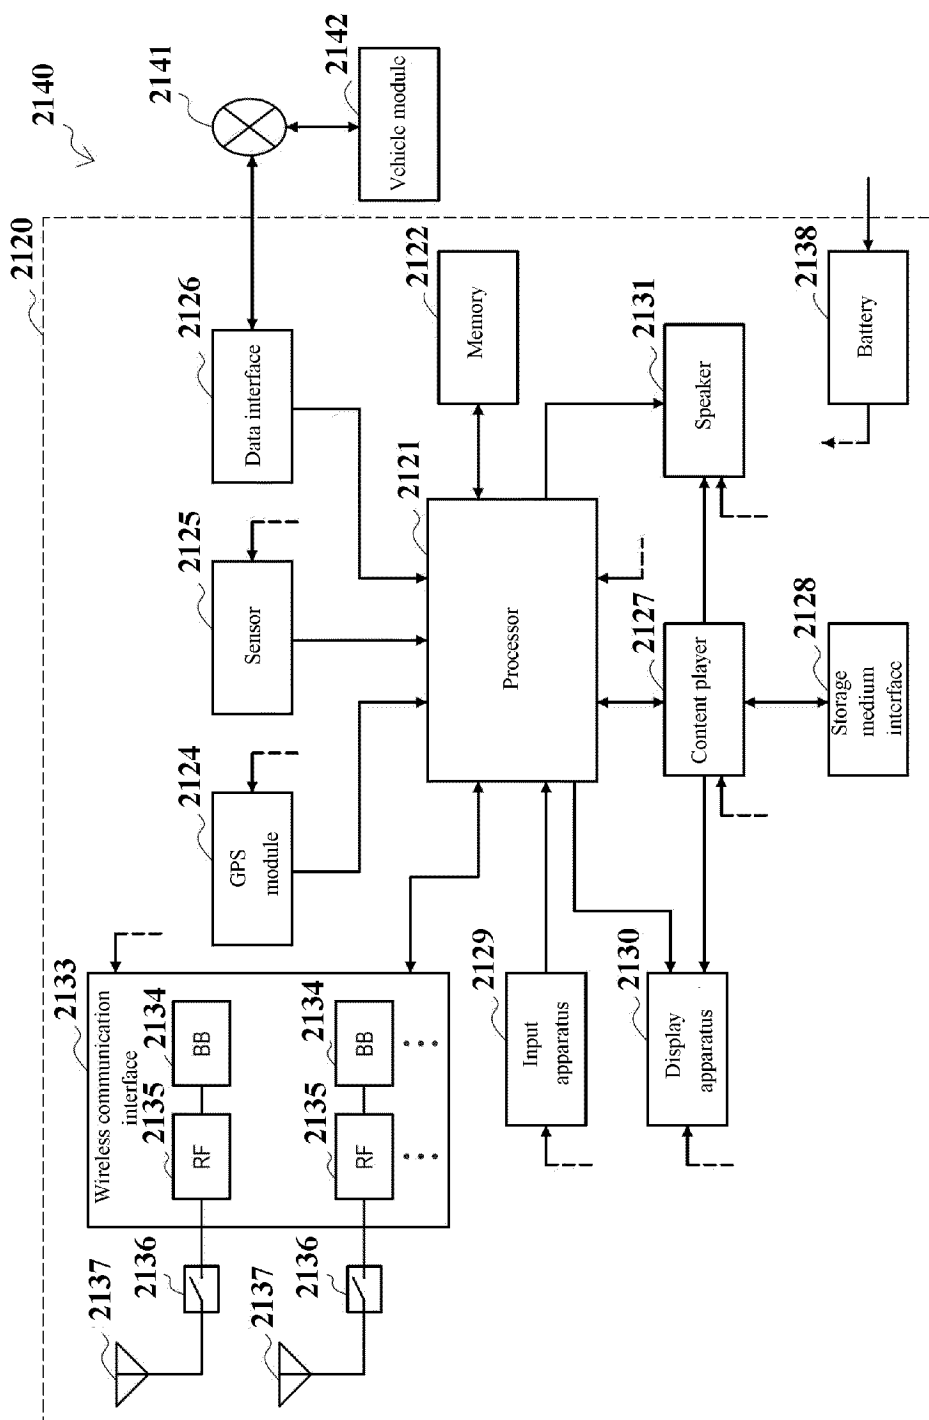 2120
2140
2133
Wireless communication
interface
2137
2136
2135
2134
RF
BB
2137
2136
2135
2134
RF
BB
2124
GPS
module
2125
Sensor
2126
Data interface
2141
2142
Vehicle module
2121
Processor
2122
Memory
2129
Input
apparatus
2130
Display
apparatus
2127
Content player
2131
Speaker
2128
Storage
medium
interface
2138
Battery